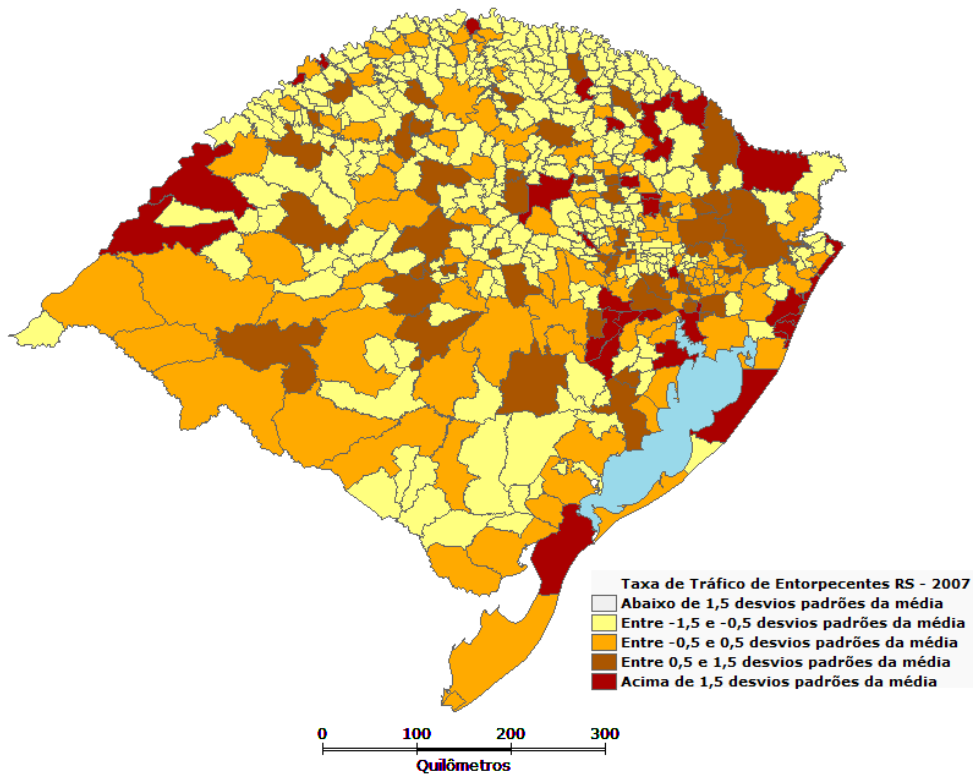 Taxa de Tráfico de Entorpecentes RS - 2007
Abaixo de 1,5 desvios padrões da média
Entre -1,5 e -0,5 desvios padrões da média
Entre -0,5 e 0,5 desvios padrões da média
Entre 0,5 e 1,5 desvios padrões da média
Acima de 1,5 desvios padrões da média
0 100 200 300
Quilômetros